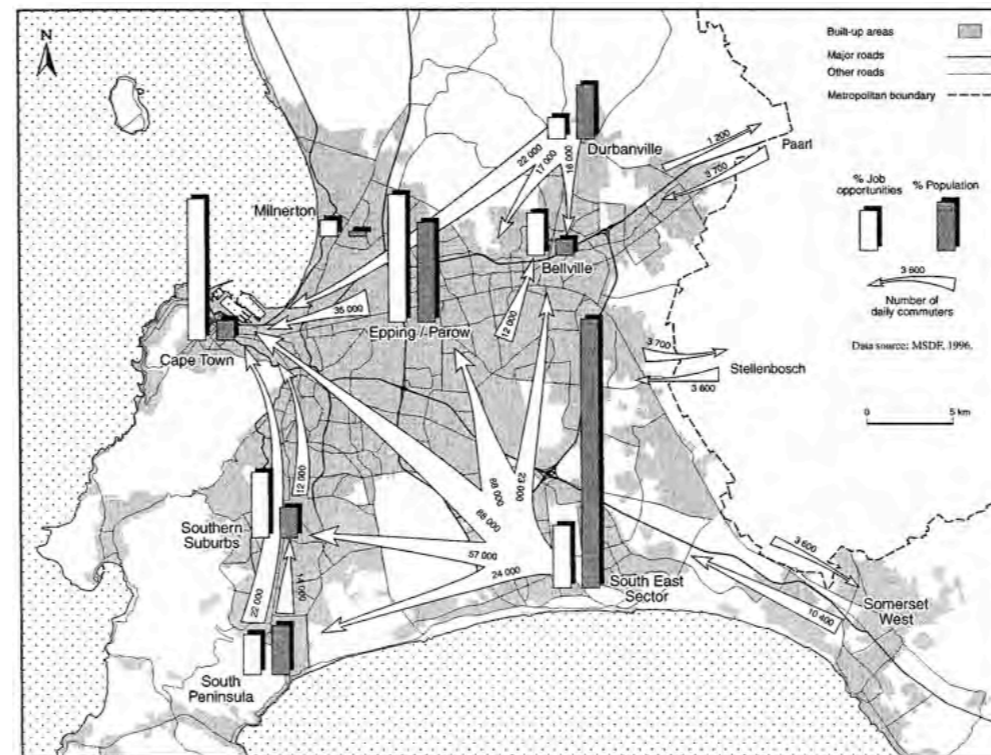 N
Built-up areas
Major roads
Other roads
Metropolitan boundary
% Job
opportunities
% Population
3 600
Number of
daily commuters
Data source: MSDF, 1996.
0
5 km
Durbanville
22 000
17 000
16 000
1 200
Paarl
3 700
Milnerton
Bellville
12 000
35 000
Epping / Parow
Cape Town
3 700
Stellenbosch
3 600
12 000
23 000
68 000
68 000
Southern
Suburbs
57 000
24 000
South East
Sector
3 600
Somerset
West
10 400
22 000
14 000
South
Peninsula